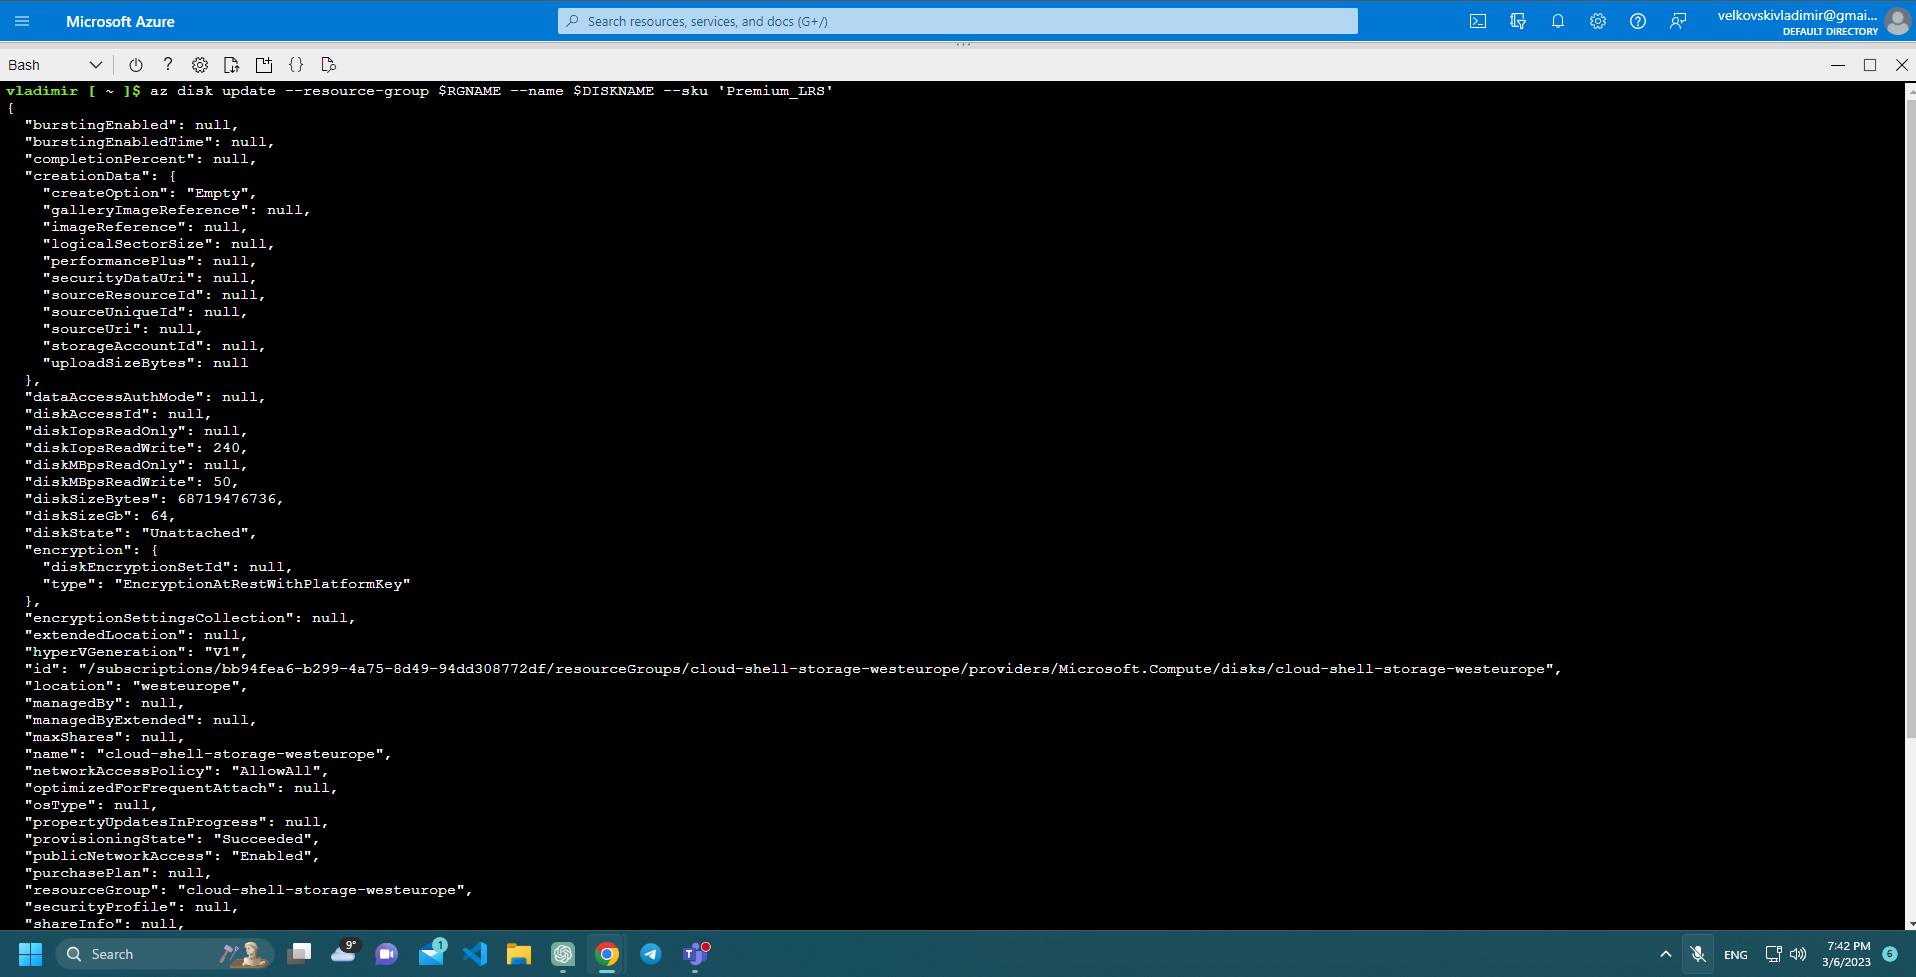 Microsoft Azure
Search resources, services, and docs (G+/)
velkovskivladimir@gmai...
DEFAULT DIRECTORY
Bash
vladimir [ ~ ]$ az disk update --resource-group $RGNAME --name $DISKNAME --sku 'Premium_LRS'
{
  "burstingEnabled": null,
  "burstingEnabledTime": null,
  "completionPercent": null,
  "creationData": {
    "createOption": "Empty",
    "galleryImageReference": null,
    "imageReference": null,
    "logicalSectorSize": null,
    "performancePlus": null,
    "securityDataUri": null,
    "sourceResourceId": null,
    "sourceUniqueId": null,
    "sourceUri": null,
    "storageAccountId": null,
    "uploadSizeBytes": null
  },
  "dataAccessAuthMode": null,
  "diskAccessId": null,
  "diskIopsReadOnly": null,
  "diskIopsReadWrite": 240,
  "diskMBpsReadOnly": null,
  "diskMBpsReadWrite": 50,
  "diskSizeBytes": 68719476736,
  "diskSizeGb": 64,
  "diskState": "Unattached",
  "encryption": {
    "diskEncryptionSetId": null,
    "type": "EncryptionAtRestWithPlatformKey"
  },
  "encryptionSettingsCollection": null,
  "extendedLocation": null,
  "hyperVGeneration": "V1",
  "id": "/subscriptions/bb94fea6-b299-4a75-8d49-94dd308772df/resourceGroups/cloud-shell-storage-westeurope/providers/Microsoft.Compute/disks/cloud-shell-storage-westeurope",
  "location": "westeurope",
  "managedBy": null,
  "managedByExtended": null,
  "maxShares": null,
  "name": "cloud-shell-storage-westeurope",
  "networkAccessPolicy": "AllowAll",
  "optimizedForFrequentAttach": null,
  "osType": null,
  "propertyUpdatesInProgress": null,
  "provisioningState": "Succeeded",
  "publicNetworkAccess": "Enabled",
  "purchasePlan": null,
  "resourceGroup": "cloud-shell-storage-westeurope",
  "securityProfile": null,
  "shareInfo": null,
Search
9°
1
ENG
7:42 PM
3/6/2023
6